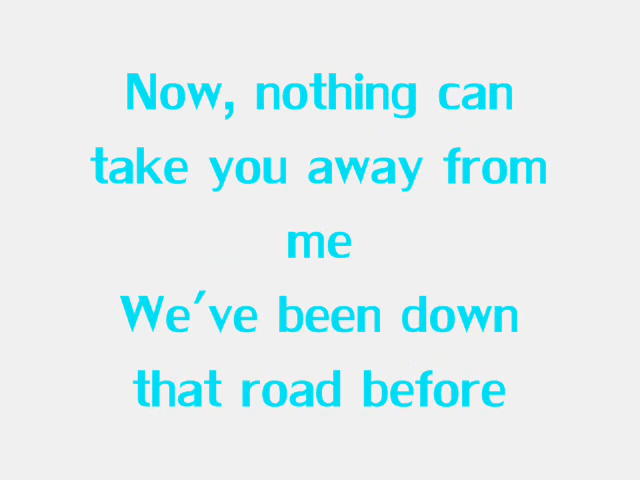 Now, nothing can
take you away from
me
We've been down
that road before